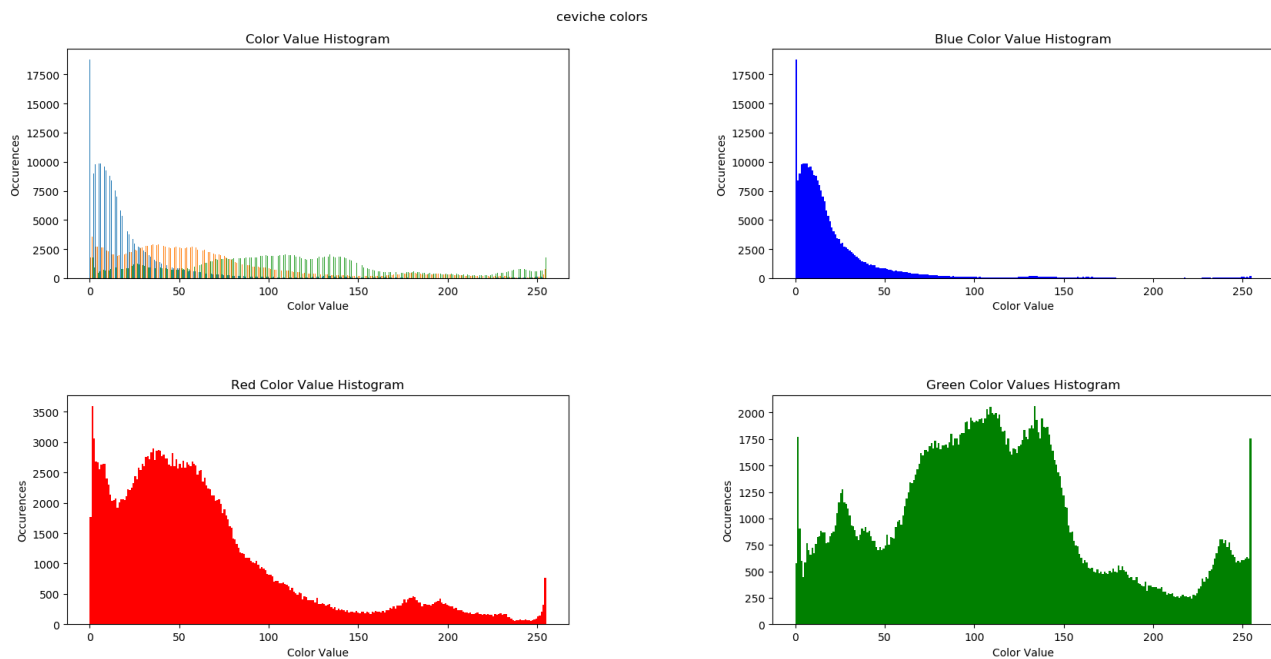 ceviche colors
Color Value Histogram
Occurences
17500
15000
12500
10000
7500
5000
2500
0
0 50 100 150 200 250
Color Value
Blue Color Value Histogram
Occurences
17500
15000
12500
10000
7500
5000
2500
0
0 50 100 150 200 250
Color Value
Red Color Value Histogram
Occurences
3500
3000
2500
2000
1500
1000
500
0
0 50 100 150 200 250
Color Value
Green Color Values Histogram
Occurences
2000
1750
1500
1250
1000
750
500
250
0
0 50 100 150 200 250
Color Value